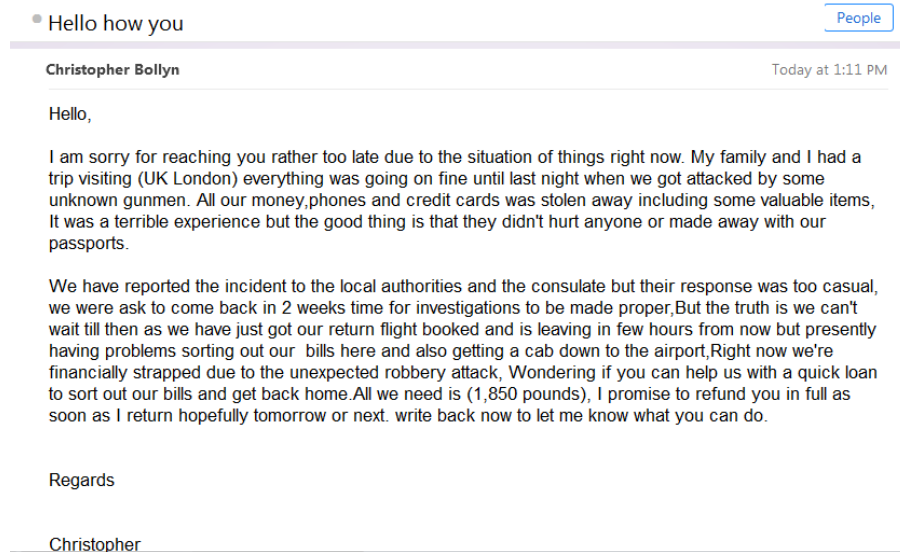 Hello how you
People
Christopher Bollyn
Today at 1:11 PM
Hello,
I am sorry for reaching you rather too late due to the situation of things right now. My family and I had a
trip visiting (UK London) everything was going on fine until last night when we got attacked by some
unknown gunmen. All our money,phones and credit cards was stolen away including some valuable items,
It was a terrible experience but the good thing is that they didn't hurt anyone or made away with our
passports.
We have reported the incident to the local authorities and the consulate but their response was too casual,
we were ask to come back in 2 weeks time for investigations to be made proper,But the truth is we can't
wait till then as we have just got our return flight booked and is leaving in few hours from now but presently
having problems sorting out our  bills here and also getting a cab down to the airport,Right now we're
financially strapped due to the unexpected robbery attack, Wondering if you can help us with a quick loan
to sort out our bills and get back home.All we need is (1,850 pounds), I promise to refund you in full as
soon as I return hopefully tomorrow or next. write back now to let me know what you can do.
Regards
Christopher